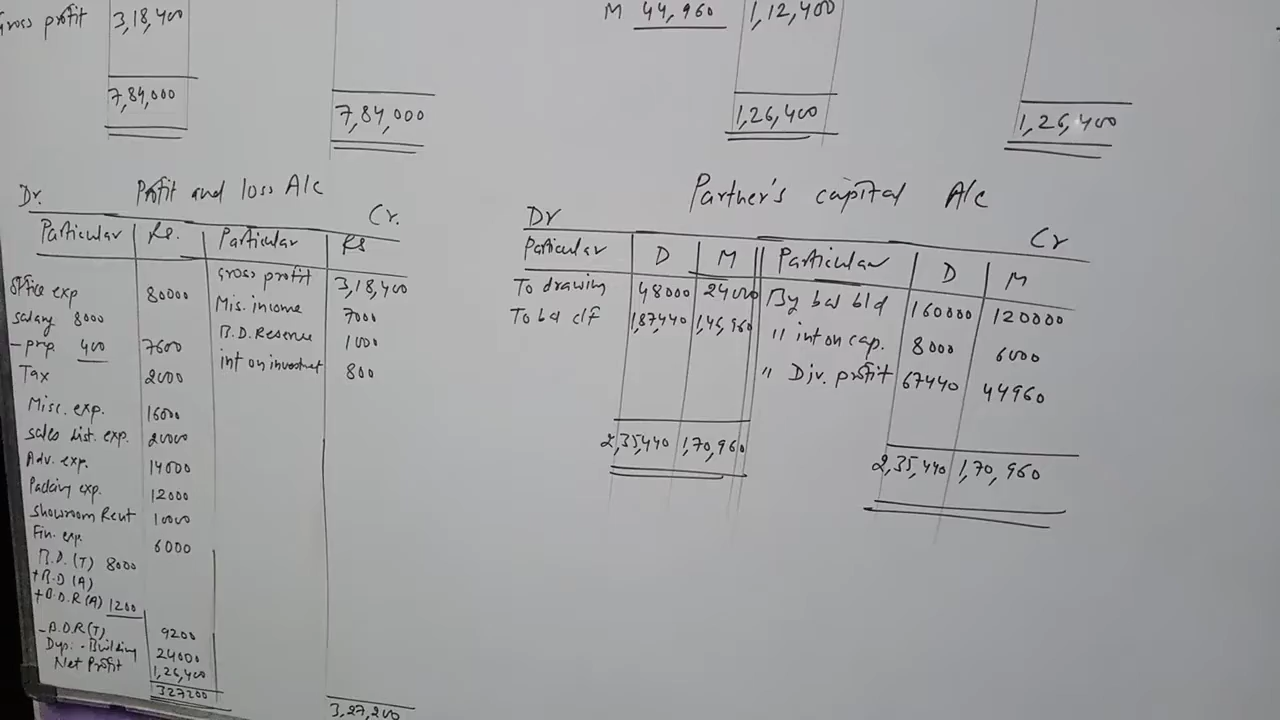 Gross profit 3,18,400
7,84,000 7,84,000
M 44,960 1,12,400
1,26,400 1,26,400
Dr. Profit and loss A/c Cr.
Particular Rs. Particular Rs
Gross profit 3,18,400
Office exp 80000 Mis. income 7000
Salary 8000 B.D. Reserve 1000
- prep. 400 7600 int on investmet 800
Tax 2000
Misc. exp. 16000
Sales dist. exp. 20000
Adv. exp. 14000
Packing exp. 12000
Showroom Rent 10000
Fin. exp. 6000
B.D. (T) 8000
+ B.D (A)
+ B.D.R (A) 1200
- B.D.R (T) 9200
Dep: - Building 24000
Net Profit 1,26,400
327200 3,27,200
Partner's capital A/c
Dr Cr
Particular D M Particular D M
To drawing 48000 24000 By bal b/d 160000 120000
To bal c/f 1,87,440 1,46,960 " int on cap. 8000 6000
" Div. profit 67440 44960
2,35,440 1,70,960 2,35,440 1,70,960